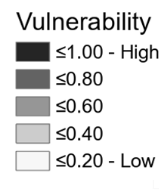 Vulnerability
≤1.00 - High
≤0.80
≤0.60
≤0.40
≤0.20 - Low